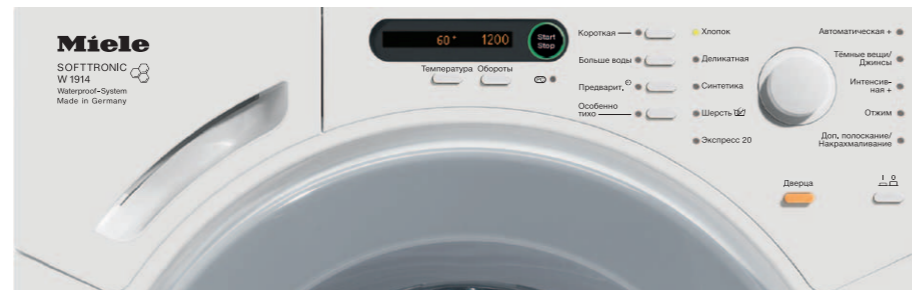 Miele
SOFTTRONIC
W 1914
Waterproof-System
Made in Germany
60° 1200
Start
Stop
Температура Обороты
Короткая
Больше воды
Предварит.
Особенно
тихо
Хлопок
Деликатная
Синтетика
Шерсть
Экспресс 20
Автоматическая +
Тёмные вещи/
Джинсы
Интенсив-
ная +
Отжим
Доп. полоскание/
Накрахмаливание
Дверца
I O